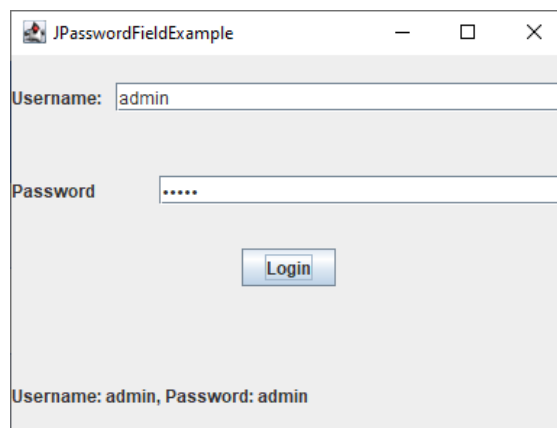 JPasswordFieldExample
Username: admin
Password •••••
Login
Username: admin, Password: admin